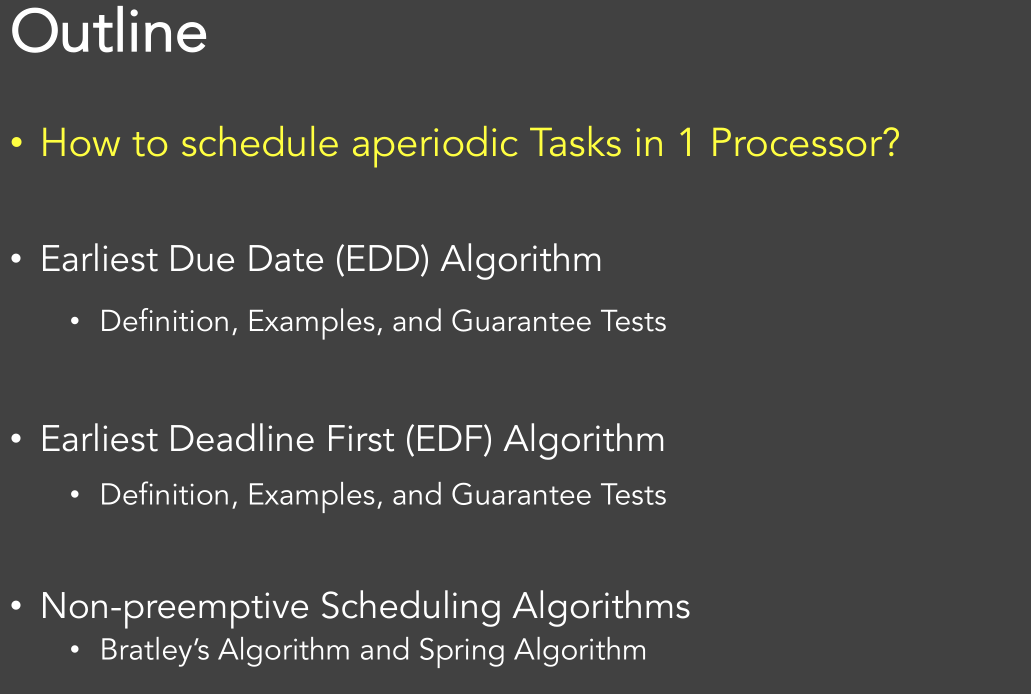 Outline
• How to schedule aperiodic Tasks in 1 Processor?
• Earliest Due Date (EDD) Algorithm
• Definition, Examples, and Guarantee Tests
• Earliest Deadline First (EDF) Algorithm
• Definition, Examples, and Guarantee Tests
• Non-preemptive Scheduling Algorithms
• Bratley’s Algorithm and Spring Algorithm